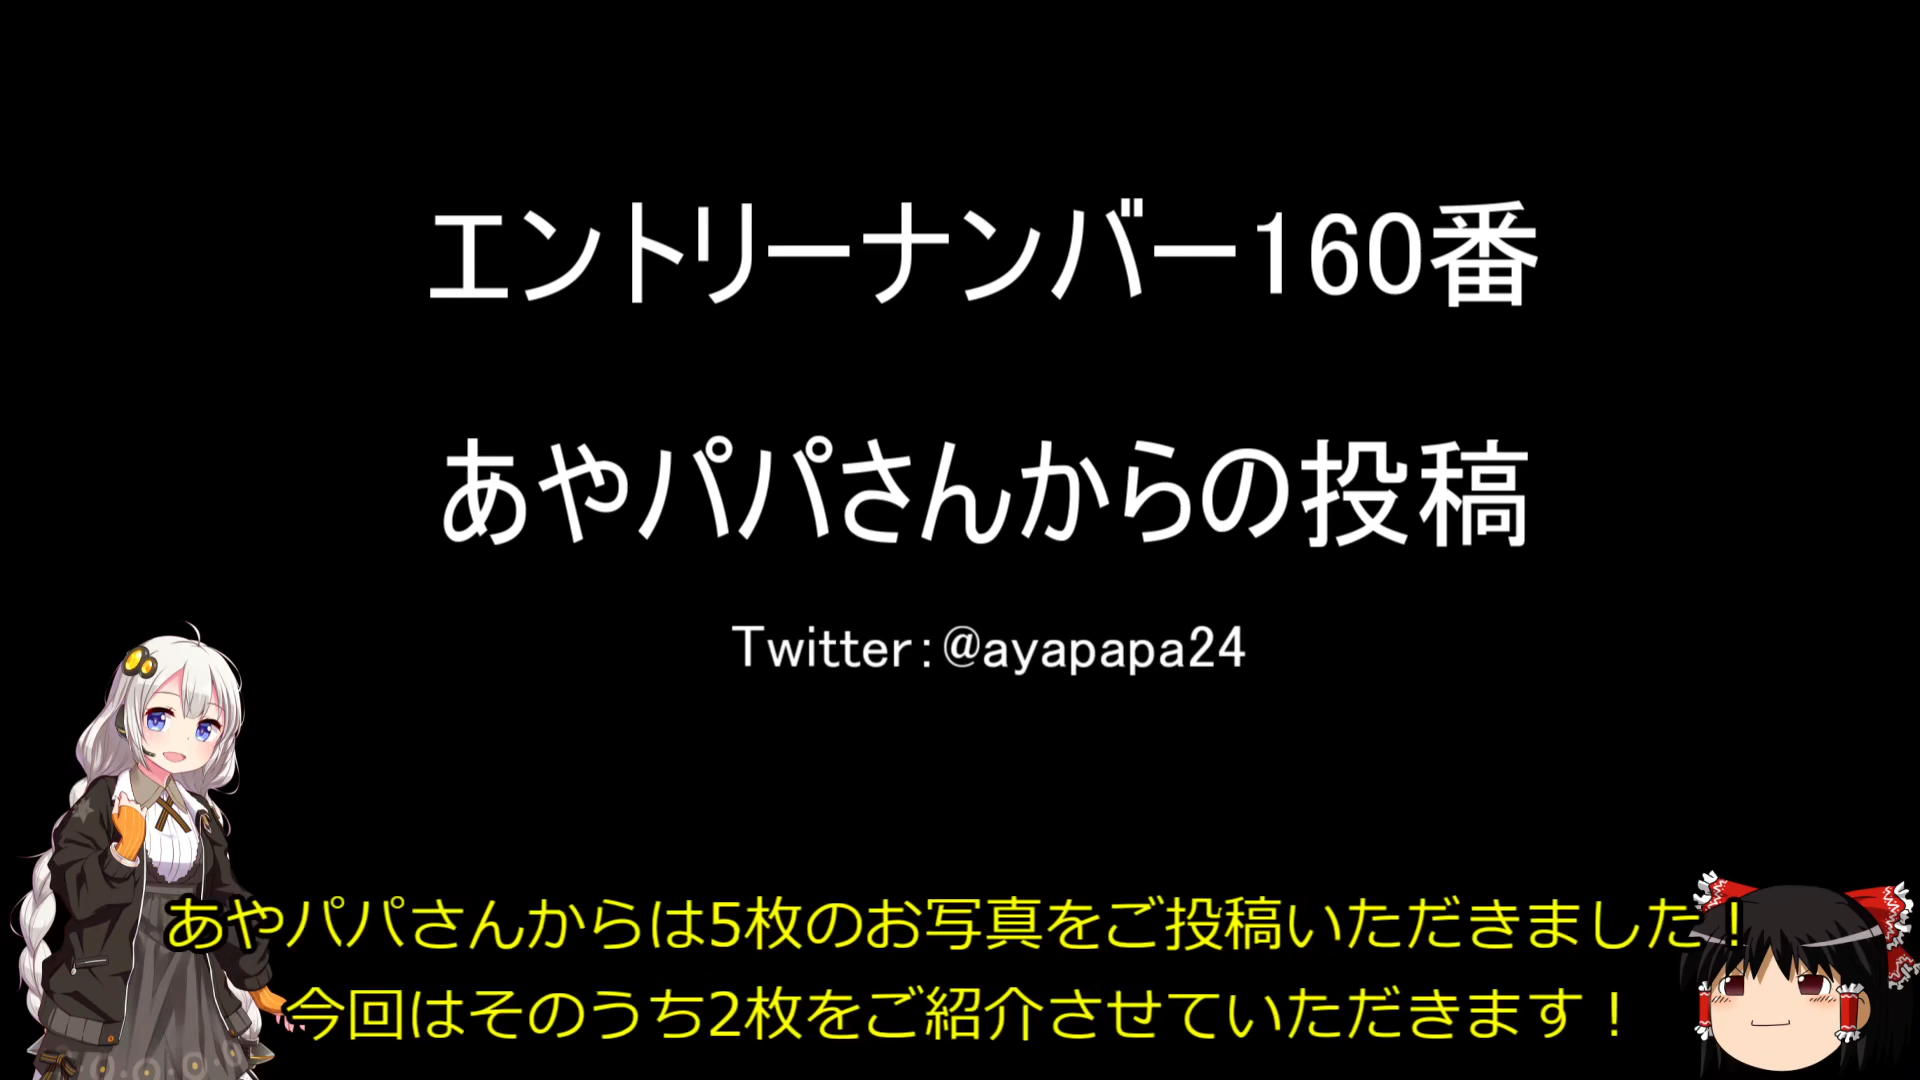 エントリーナンバー160番
あやパパさんからの投稿
Twitter:@ayapapa24
あやパパさんからは5枚のお写真をご投稿いただきました！
今回はそのうち2枚をご紹介させていただきます！